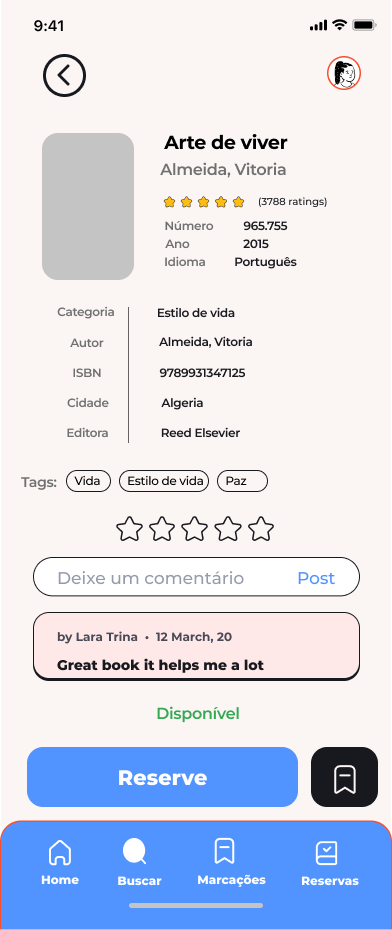 9:41
Arte de viver
Almeida, Vitoria
(3788 ratings)
Número 965.755
Ano 2015
Idioma Português
Categoria Estilo de vida
Autor Almeida, Vitoria
ISBN 9789931347125
Cidade Algeria
Editora Reed Elsevier
Tags: Vida Estilo de vida Paz
Deixe um comentário Post
by Lara Trina • 12 March, 20
Great book it helps me a lot
Disponível
Reserve
Home Buscar Marcações Reservas